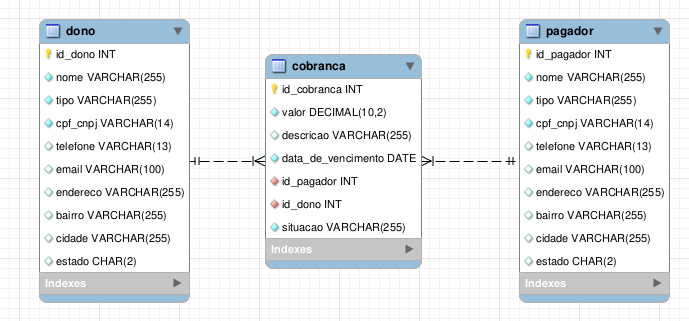 dono
id_dono INT
nome VARCHAR(255)
tipo VARCHAR(255)
cpf_cnpj VARCHAR(14)
telefone VARCHAR(13)
email VARCHAR(100)
endereco VARCHAR(255)
bairro VARCHAR(255)
cidade VARCHAR(255)
estado CHAR(2)
Indexes
cobranca
id_cobranca INT
valor DECIMAL(10,2)
descricao VARCHAR(255)
data_de_vencimento DATE
id_pagador INT
id_dono INT
situacao VARCHAR(255)
Indexes
pagador
id_pagador INT
nome VARCHAR(255)
tipo VARCHAR(255)
cpf_cnpj VARCHAR(14)
telefone VARCHAR(13)
email VARCHAR(100)
endereco VARCHAR(255)
bairro VARCHAR(255)
cidade VARCHAR(255)
estado CHAR(2)
Indexes